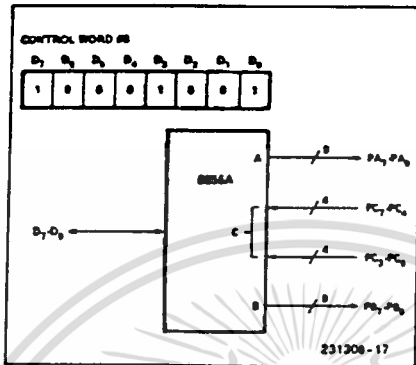 CONTROL WORD #8
D7 D6 D5 D4 D3 D2 D1 D0
1 0 0 0 1 0 0 1
A
8
PA7-PA0
8255A
4
PC7-PC4
D7-D0
C
4
PC3-PC0
B
8
PB7-PB0
231308-17